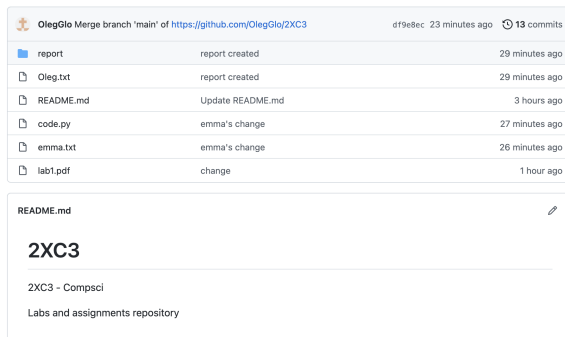 OlegGlo Merge branch 'main' of https://github.com/OlegGlo/2XC3 df9e8ec 23 minutes ago 13 commits
report report created 29 minutes ago
Oleg.txt report created 29 minutes ago
README.md Update README.md 3 hours ago
code.py emma's change 27 minutes ago
emma.txt emma's change 26 minutes ago
lab1.pdf change 1 hour ago
README.md
2XC3
2XC3 - Compsci
Labs and assignments repository